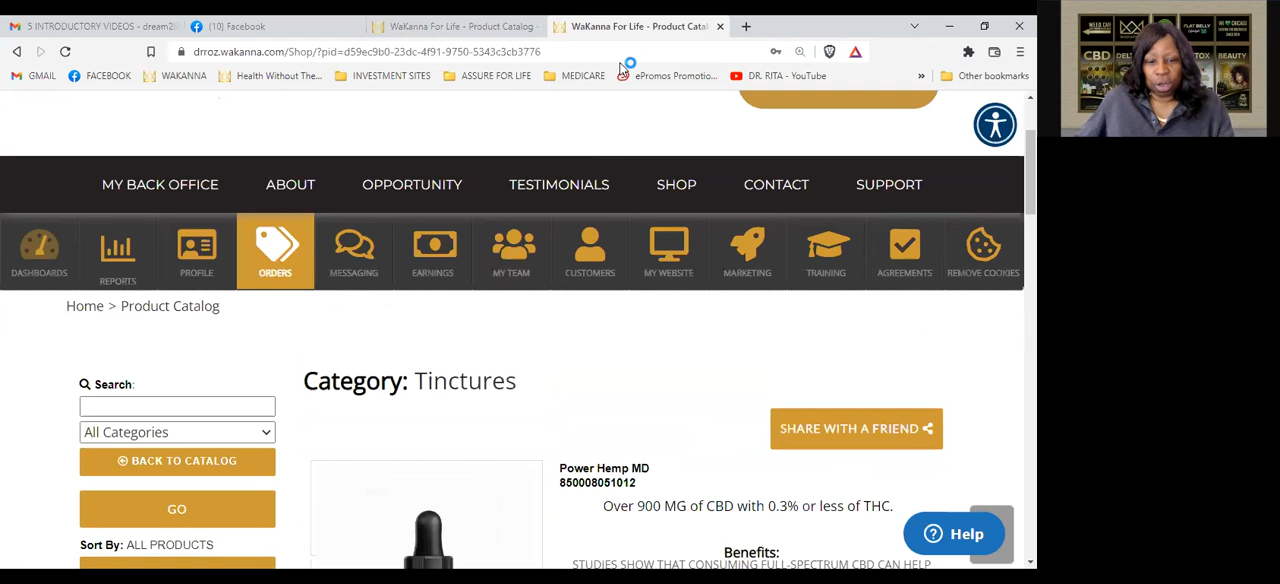 5 INTRODUCTORY VIDEOS - dream2
(10) Facebook
WaKanna For Life - Product Catalog -
WaKanna For Life - Product Catal
drroz.wakanna.com/Shop/?pid=d59ec9b0-23dc-4f91-9750-5343c3cb3776
GMAIL
FACEBOOK
WAKANNA
Health Without The...
INVESTMENT SITES
ASSURE FOR LIFE
MEDICARE
ePromos Promotio...
DR. RITA - YouTube
»
Other bookmarks
MY BACK OFFICE
ABOUT
OPPORTUNITY
TESTIMONIALS
SHOP
CONTACT
SUPPORT
DASHBOARDS
REPORTS
PROFILE
ORDERS
MESSAGING
EARNINGS
MY TEAM
CUSTOMERS
MY WEBSITE
MARKETING
TRAINING
AGREEMENTS
REMOVE COOKIES
Home > Product Catalog
Search:
All Categories
BACK TO CATALOG
GO
Sort By: ALL PRODUCTS
Category: Tinctures
SHARE WITH A FRIEND
Power Hemp MD
850008051012
Over 900 MG of CBD with 0.3% or less of THC.
Benefits:
STUDIES SHOW THAT CONSUMING FULL-SPECTRUM CBD CAN HELP
Help
CBD
FLAT BELLY
BEAUTY